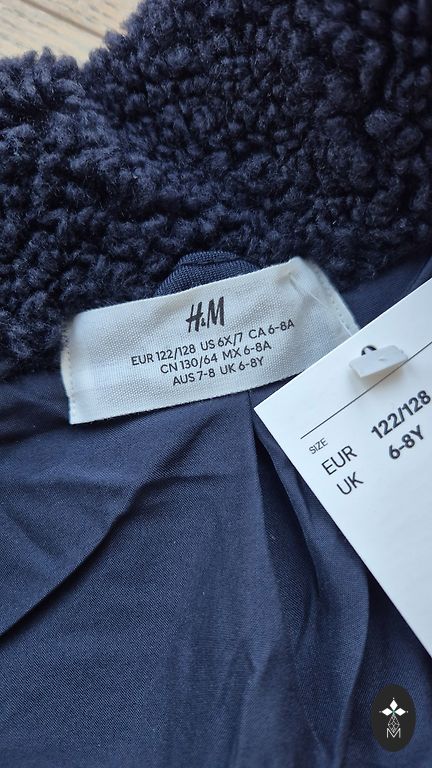 H&M
EUR 122/128 US 6X/7 CA 6-8A
CN 130/64 MX 6-8A
AUS 7-8 UK 6-8Y
SIZE
EUR 122/128
UK 6-8Y
M